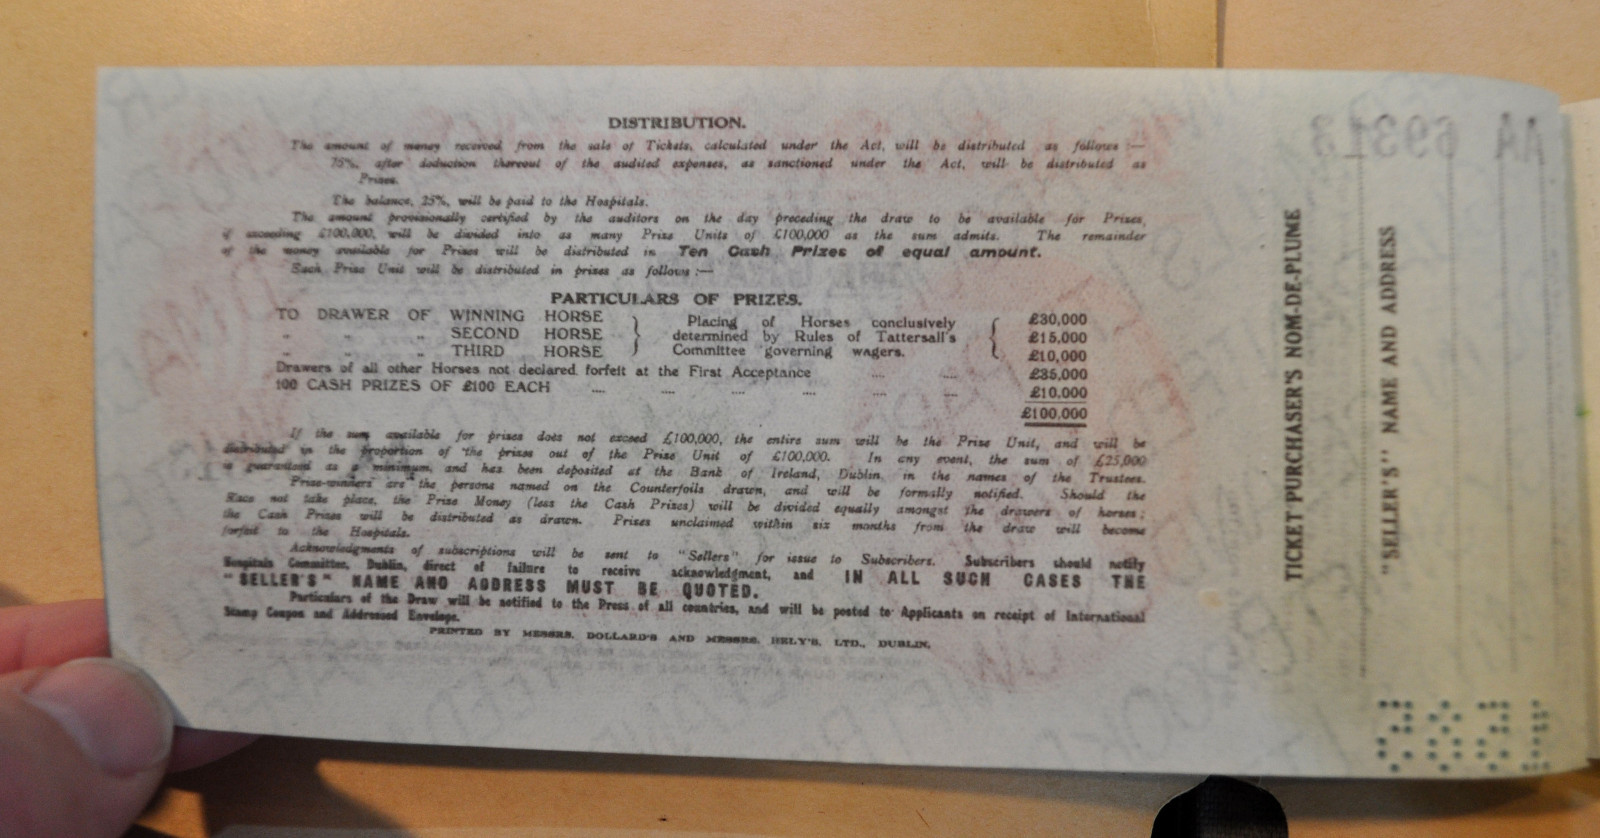 DISTRIBUTION.
The amount of money received from the sale of Tickets, calculated under the Act, will be distributed as follows :—
75%, after deduction thereout of the audited expenses, as sanctioned under the Act, will be distributed as
Prizes.
The balance, 25%, will be paid to the Hospitals.
The amount provisionally certified by the auditors on the day preceding the draw to be available for Prizes,
if exceeding £100,000, will be divided into as many Prize Units of £100,000 as the sum admits. The remainder
of the money available for Prizes will be distributed in Ten Cash Prizes of equal amount.
Each Prize Unit will be distributed in prizes as follows :—
PARTICULARS OF PRIZES.
TO DRAWER OF WINNING HORSE } Placing of Horses conclusively { £30,000
" " " SECOND HORSE } determined by Rules of Tattersall's { £15,000
" " " THIRD HORSE } Committee governing wagers. { £10,000
Drawers of all other Horses not declared forfeit at the First Acceptance .... .... £35,000
100 CASH PRIZES OF £100 EACH .... .... .... .... .... .... £10,000
£100,000
If the sum available for prizes does not exceed £100,000, the entire sum will be the Prize Unit, and will be
distributed in the proportion of the prizes out of the Prize Unit of £100,000. In any event, the sum of £25,000
is guaranteed as a minimum, and has been deposited at the Bank of Ireland, Dublin, in the names of the Trustees.
Prize-winners are the persons named on the Counterfoils drawn, and will be formally notified. Should the
Race not take place, the Prize Money (less the Cash Prizes) will be divided equally amongst the drawers of horses ;
the Cash Prizes will be distributed as drawn. Prizes unclaimed within six months from the draw will become
forfeit to the Hospitals.
Acknowledgments of subscriptions will be sent to "Sellers" for issue to Subscribers. Subscribers should notify
Hospitals Committee, Dublin, direct of failure to receive acknowledgment, and IN ALL SUCH CASES THE
"SELLER'S" NAME AND ADDRESS MUST BE QUOTED.
Particulars of the Draw will be notified to the Press of all countries, and will be posted to Applicants on receipt of International
Stamp Coupon and Addressed Envelope.
PRINTED BY MESSRS. DOLLARD'S AND MESSRS. HELY'S, LTD., DUBLIN.
TICKET PURCHASER'S NOM-DE-PLUME
"SELLER'S" NAME AND ADDRESS
AA 69313